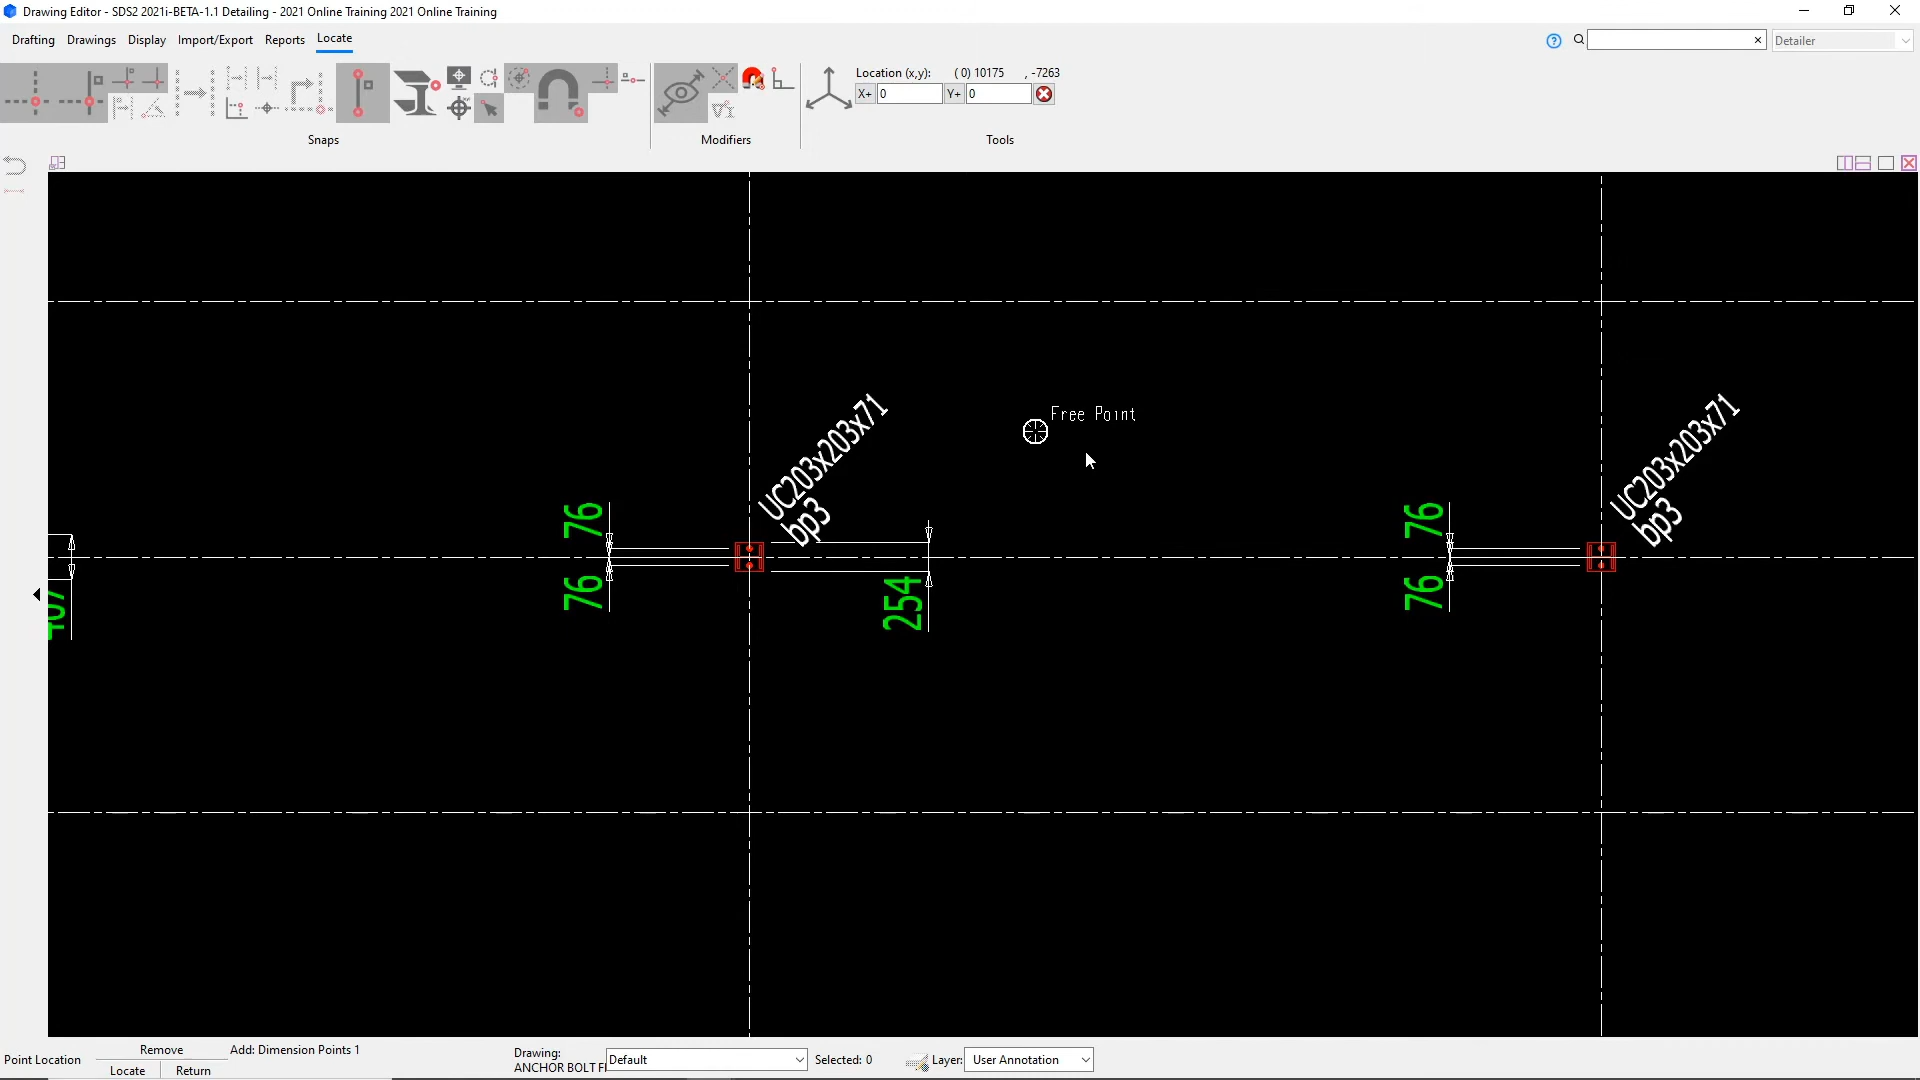 Drawing Editor - SDS2 2021i-BETA-1.1 Detailing - 2021 Online Training 2021 Online Training
Drafting Drawings Display Import/Export Reports Locate
Detailer
Location (x,y): (0) 10175 , -7263
X+ 0 Y+ 0
Snaps Modifiers Tools
Free Point
UC203x203x71
bp3
UC203x203x71
bp3
76
76
254
76
76
407
Point Location
Remove
Locate Return
Add: Dimension Points 1
Drawing:
ANCHOR BOLT
Default
Selected: 0
Layer: User Annotation